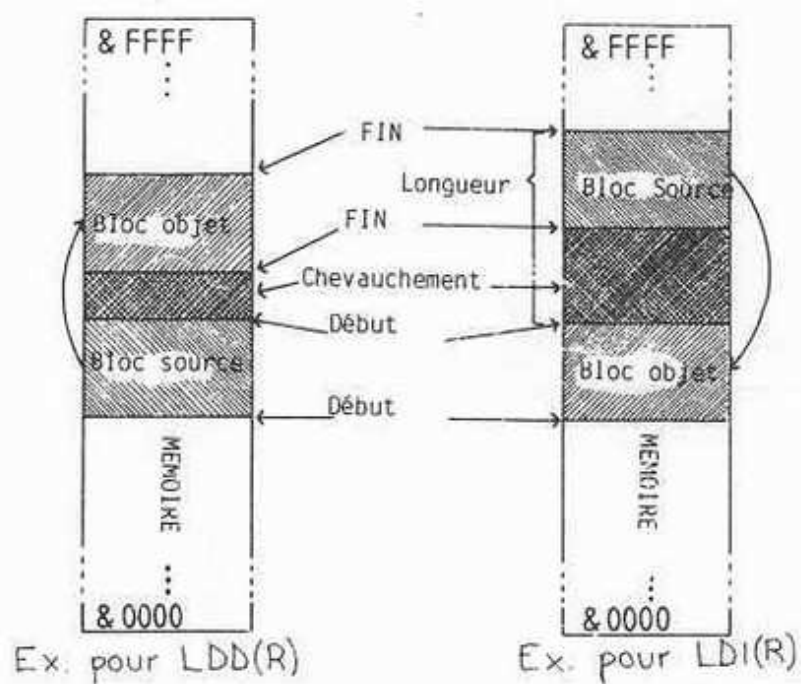 & FFFF
& FFFF
FIN
Longueur
Bloc Source
Bloc objet
FIN
Chevauchement
Début
Bloc source
Bloc objet
Début
MEMOIRE
MEMOIRE
& 0000
& 0000
Ex. pour LDD(R)
Ex. pour LDI(R)